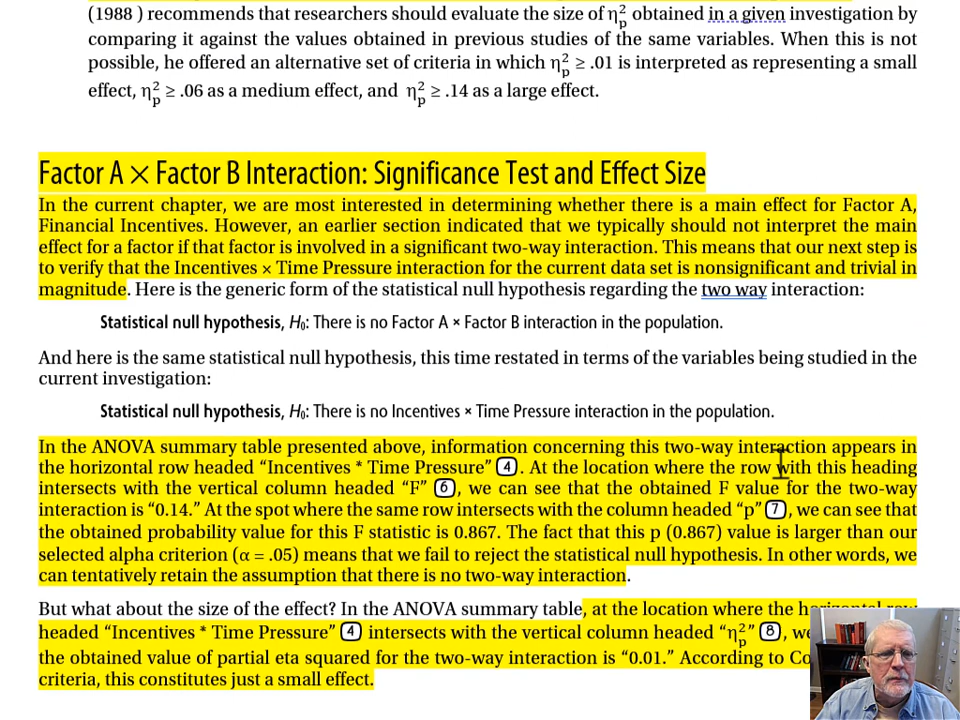 (1988 ) recommends that researchers should evaluate the size of η²p obtained in a given investigation by
comparing it against the values obtained in previous studies of the same variables. When this is not
possible, he offered an alternative set of criteria in which η²p ≥ .01 is interpreted as representing a small
effect, η²p ≥ .06 as a medium effect, and η²p ≥ .14 as a large effect.
Factor A × Factor B Interaction: Significance Test and Effect Size
In the current chapter, we are most interested in determining whether there is a main effect for Factor A,
Financial Incentives. However, an earlier section indicated that we typically should not interpret the main
effect for a factor if that factor is involved in a significant two-way interaction. This means that our next step is
to verify that the Incentives × Time Pressure interaction for the current data set is nonsignificant and trivial in
magnitude. Here is the generic form of the statistical null hypothesis regarding the two way interaction:
Statistical null hypothesis, H₀: There is no Factor A × Factor B interaction in the population.
And here is the same statistical null hypothesis, this time restated in terms of the variables being studied in the
current investigation:
Statistical null hypothesis, H₀: There is no Incentives × Time Pressure interaction in the population.
In the ANOVA summary table presented above, information concerning this two-way interaction appears in
the horizontal row headed “Incentives * Time Pressure” 4 . At the location where the row with this heading
intersects with the vertical column headed “F” 6 , we can see that the obtained F value for the two-way
interaction is “0.14.” At the spot where the same row intersects with the column headed “p” 7 , we can see that
the obtained probability value for this F statistic is 0.867. The fact that this p (0.867) value is larger than our
selected alpha criterion (α = .05) means that we fail to reject the statistical null hypothesis. In other words, we
can tentatively retain the assumption that there is no two-way interaction.
But what about the size of the effect? In the ANOVA summary table, at the location where the horizontal row
headed “Incentives * Time Pressure” 4 intersects with the vertical column headed “η²p” 8 ,
the obtained value of partial eta squared for the two-way interaction is “0.01.” According to
criteria, this constitutes just a small effect.